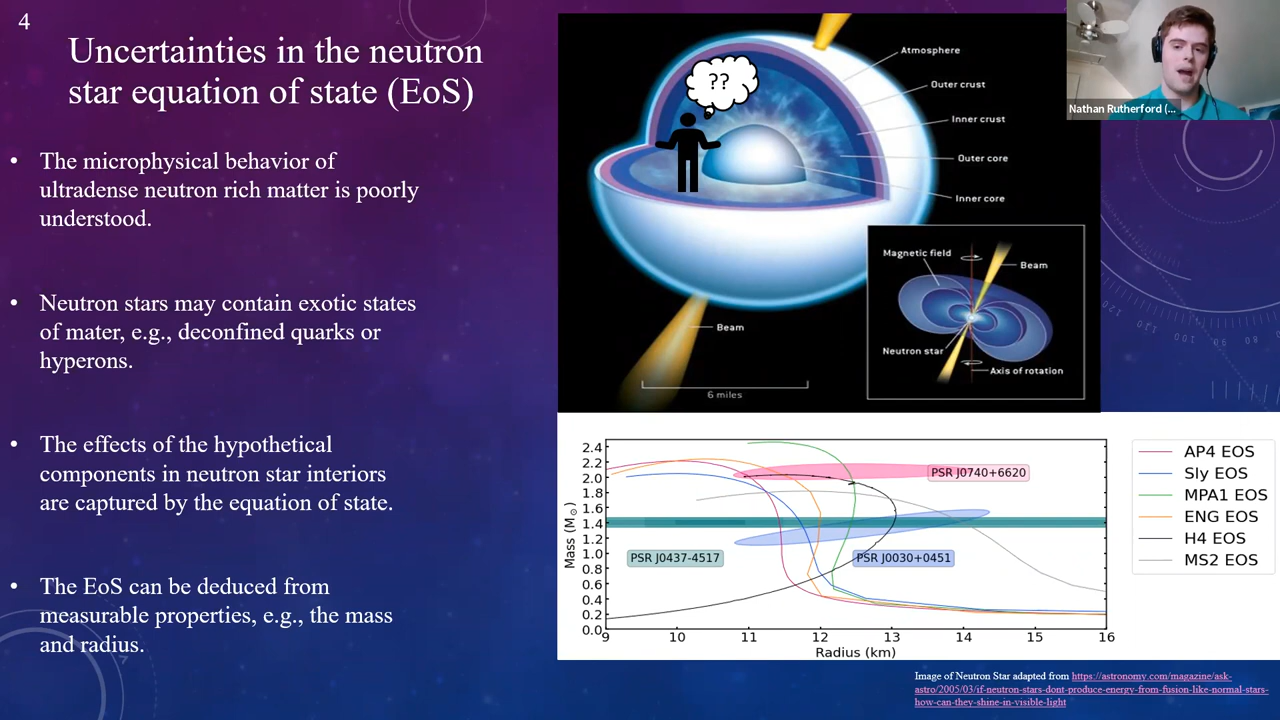 4
Uncertainties in the neutron
star equation of state (EoS)
• The microphysical behavior of
ultradense neutron rich matter is poorly
understood.
• Neutron stars may contain exotic states
of mater, e.g., deconfined quarks or
hyperons.
• The effects of the hypothetical
components in neutron star interiors
are captured by the equation of state.
• The EoS can be deduced from
measurable properties, e.g., the mass
and radius.
??
Atmosphere
Outer crust
Inner crust
Outer core
Inner core
Beam
6 miles
Magnetic field
Beam
Neutron star
Axis of rotation
Nathan Rutherford (...
Mass (M⊙)
2.4
2.2
2.0
1.8
1.6
1.4
1.2
1.0
0.8
0.6
0.4
0.2
0.0
PSR J0740+6620
PSR J0437-4517
PSR J0030+0451
9 10 11 12 13 14 15 16
Radius (km)
AP4 EOS
Sly EOS
MPA1 EOS
ENG EOS
H4 EOS
MS2 EOS
Image of Neutron Star adapted from https://astronomy.com/magazine/ask-
astro/2005/03/if-neutron-stars-dont-produce-energy-from-fusion-like-normal-stars-
how-can-they-shine-in-visible-light